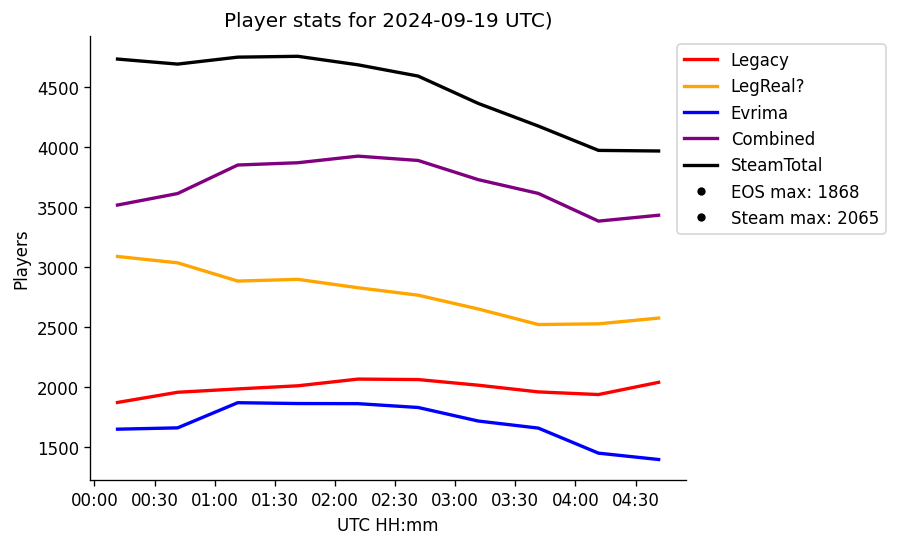 Player stats for 2024-09-19 UTC)
Legacy
LegReal?
Evrima
Combined
SteamTotal
EOS max: 1868
Steam max: 2065
Players
4500
4000
3500
3000
2500
2000
1500
00:00 00:30 01:00 01:30 02:00 02:30 03:00 03:30 04:00 04:30
UTC HH:mm